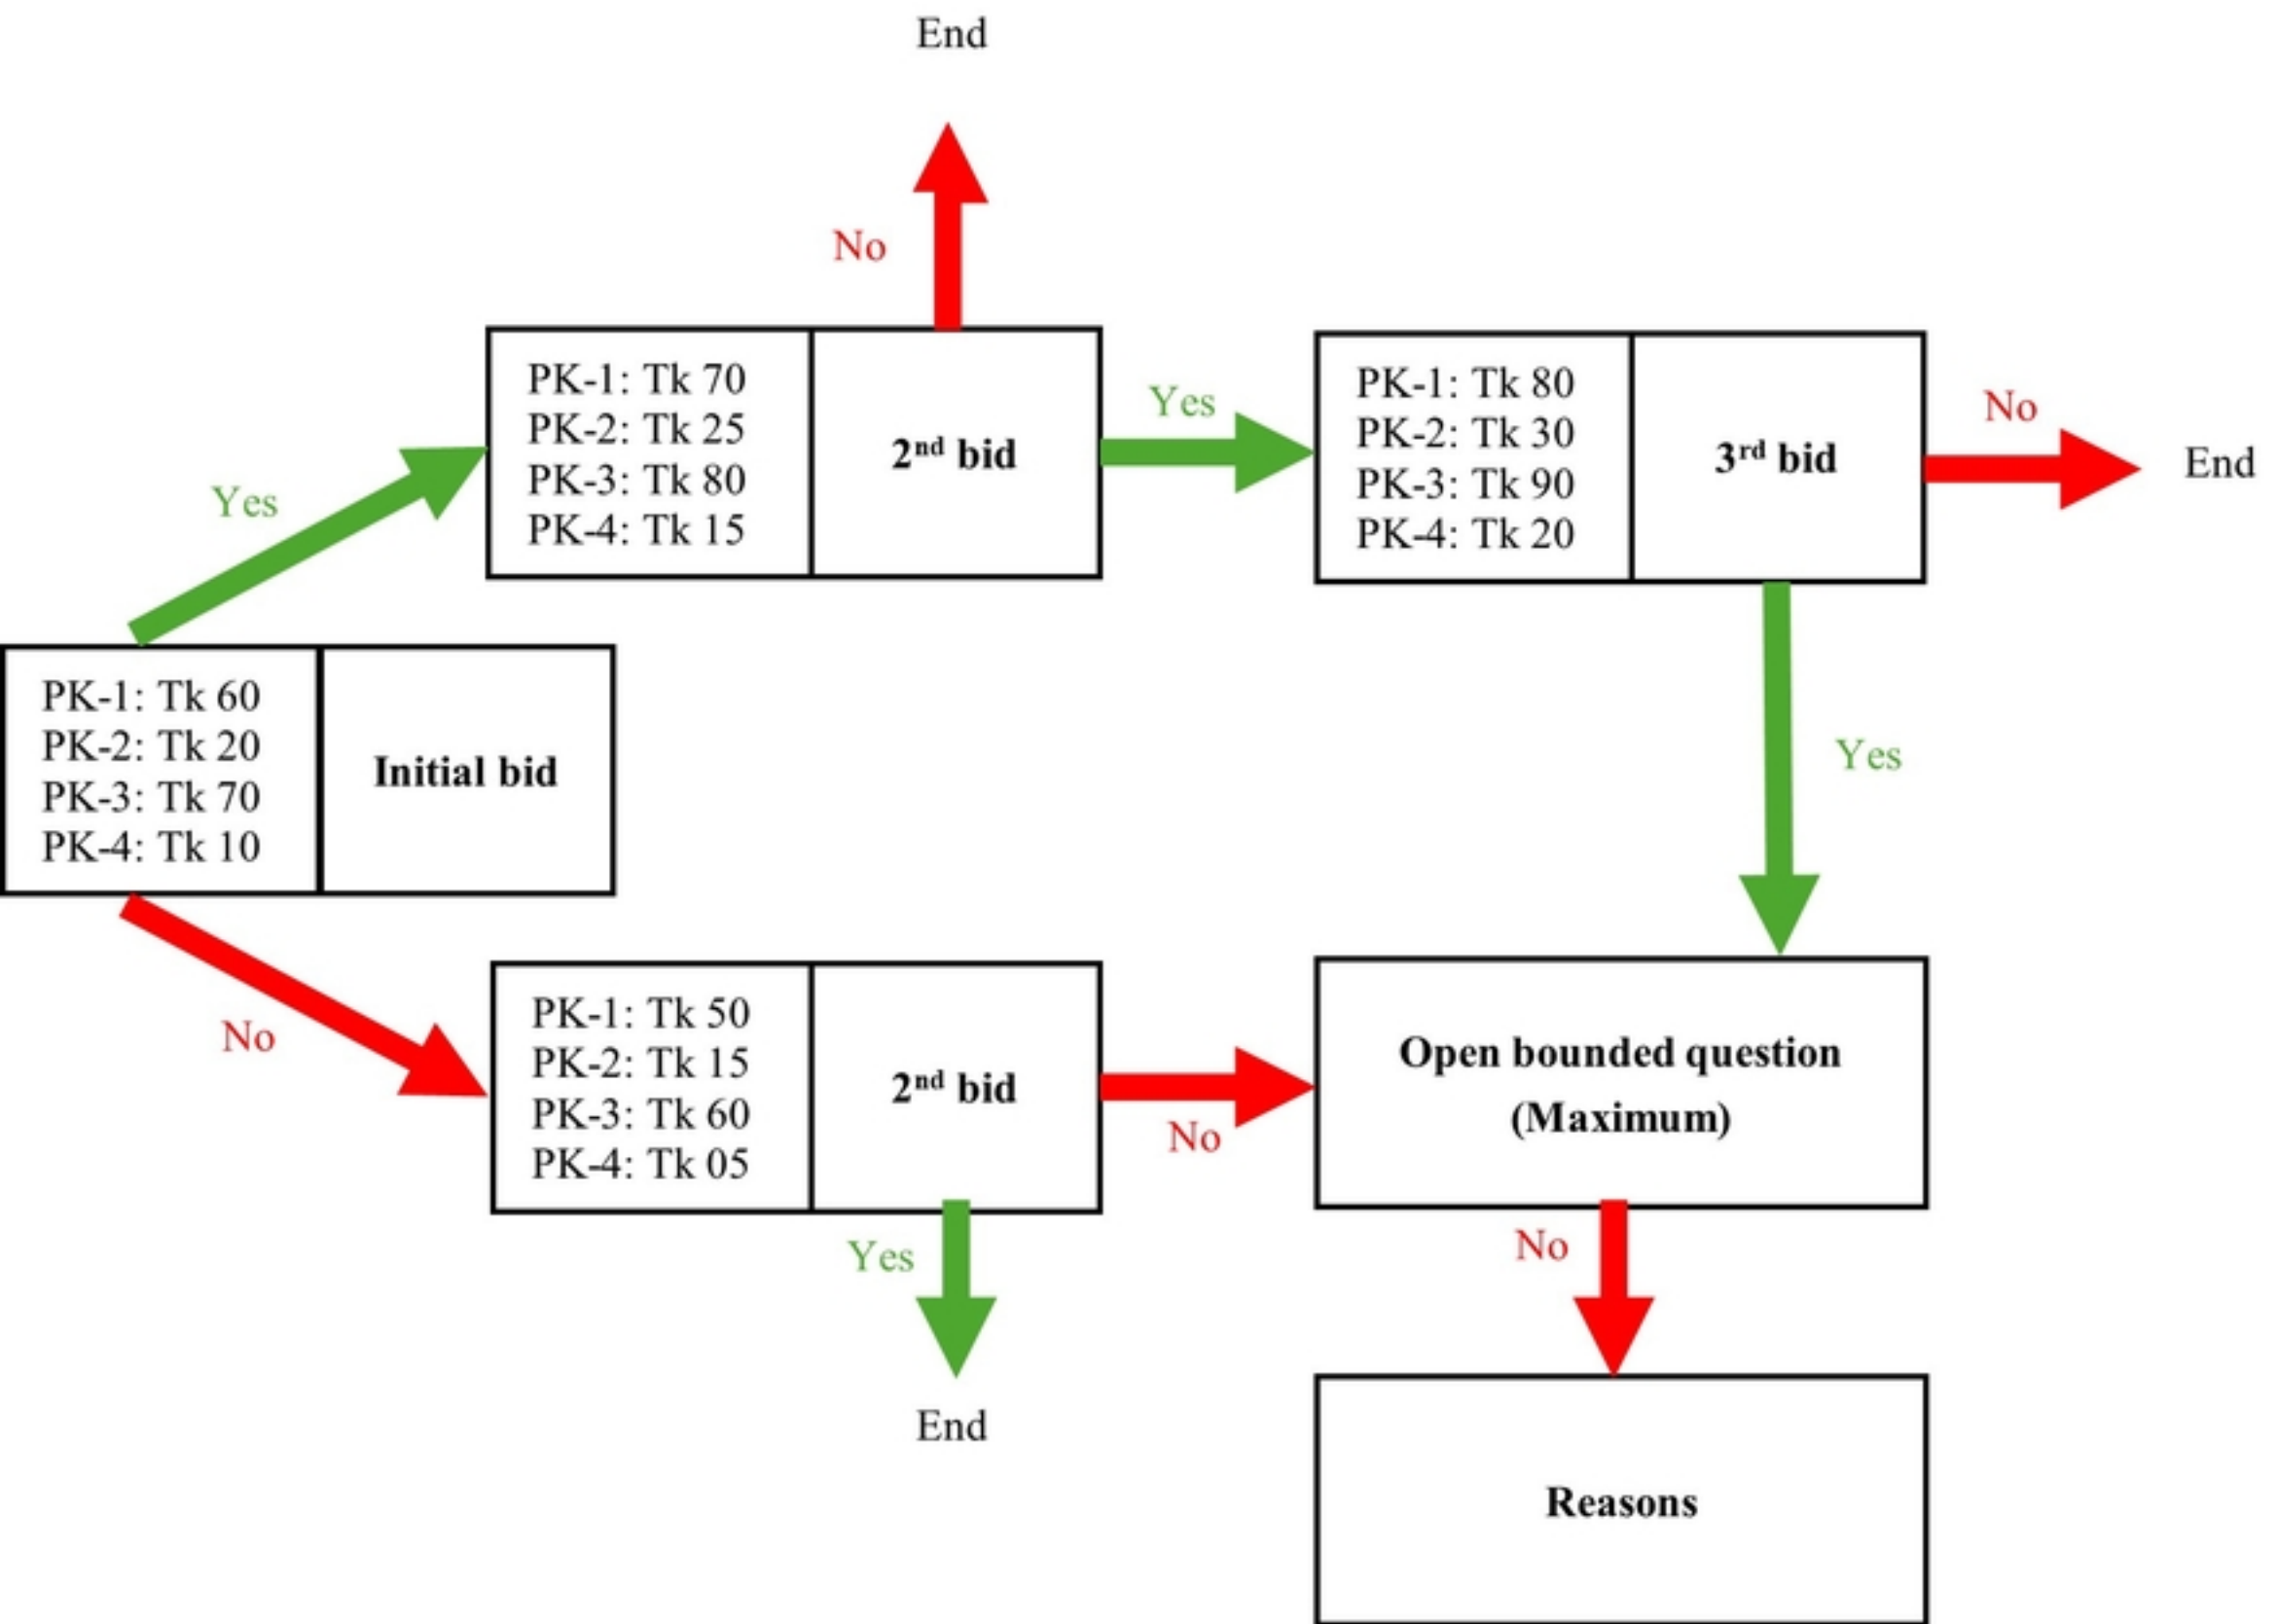 End
No
PK-1: Tk 70
PK-2: Tk 25
PK-3: Tk 80
PK-4: Tk 15
2nd bid
Yes
PK-1: Tk 80
PK-2: Tk 30
PK-3: Tk 90
PK-4: Tk 20
3rd bid
No
End
Yes
PK-1: Tk 60
PK-2: Tk 20
PK-3: Tk 70
PK-4: Tk 10
Initial bid
Yes
No
PK-1: Tk 50
PK-2: Tk 15
PK-3: Tk 60
PK-4: Tk 05
2nd bid
No
Open bounded question
(Maximum)
Yes
No
End
Reasons